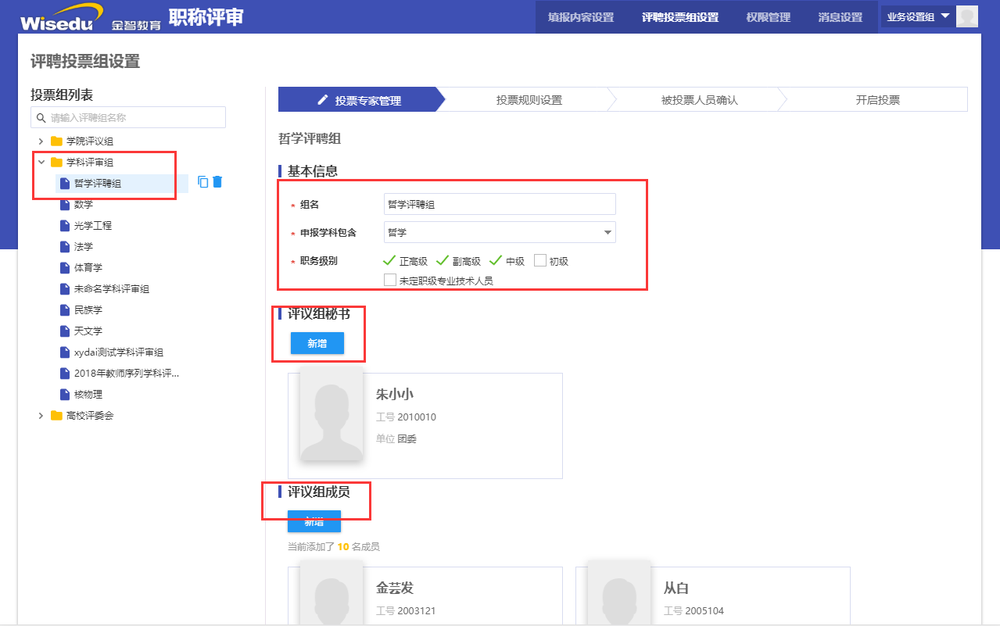 Wisedu 金智教育 职称评审 填报内容设置 评聘投票组设置 权限管理 消息设置 业务设置组
评聘投票组设置
投票组列表
请输入评聘组名称
学院评议组
学科评审组
哲学评聘组
数学
光学工程
法学
体育学
未命名学科评审组
民族学
天文学
xydai测试学科评审组
2018年教师序列学科评...
核物理
高校评委会
投票专家管理 投票规则设置 被投票人员确认 开启投票
哲学评聘组
基本信息
* 组名 哲学评聘组
* 申报学科包含 哲学
* 职务级别 正高级 副高级 中级 初级
未定职级专业技术人员
评议组秘书
新增
朱小小
工号 2010010
单位 团委
评议组成员
新增
当前添加了 10 名成员
金芸发 从白
工号 2003121 工号 2005104